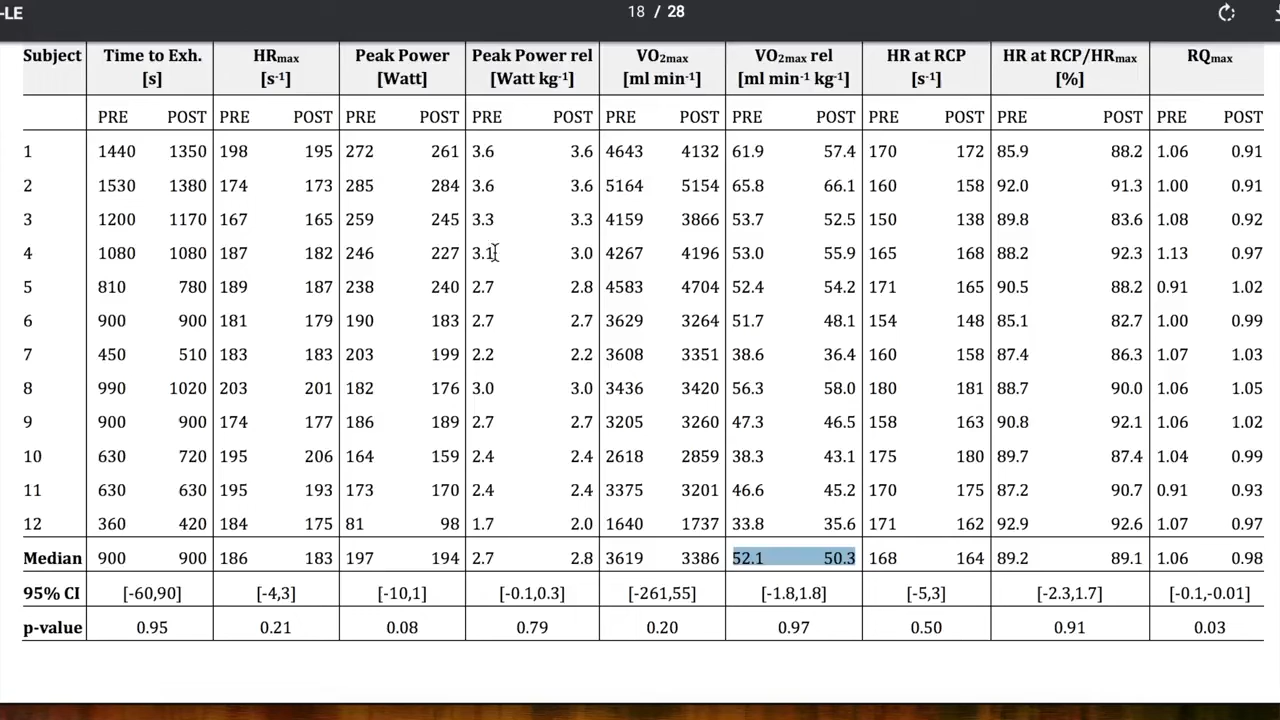 -LE
18 / 28
Subject Time to Exh. HRmax Peak Power Peak Power rel VO2max VO2max rel HR at RCP HR at RCP/HRmax RQmax
[s] [s-1] [Watt] [Watt kg-1] [ml min-1] [ml min-1 kg-1] [s-1] [%]
PRE POST PRE POST PRE POST PRE POST PRE POST PRE POST PRE POST PRE POST PRE POST
1 1440 1350 198 195 272 261 3.6 3.6 4643 4132 61.9 57.4 170 172 85.9 88.2 1.06 0.91
2 1530 1380 174 173 285 284 3.6 3.6 5164 5154 65.8 66.1 160 158 92.0 91.3 1.00 0.91
3 1200 1170 167 165 259 245 3.3 3.3 4159 3866 53.7 52.5 150 138 89.8 83.6 1.08 0.92
4 1080 1080 187 182 246 227 3.1 3.0 4267 4196 53.0 55.9 165 168 88.2 92.3 1.13 0.97
5 810 780 189 187 238 240 2.7 2.8 4583 4704 52.4 54.2 171 165 90.5 88.2 0.91 1.02
6 900 900 181 179 190 183 2.7 2.7 3629 3264 51.7 48.1 154 148 85.1 82.7 1.00 0.99
7 450 510 183 183 203 199 2.2 2.2 3608 3351 38.6 36.4 160 158 87.4 86.3 1.07 1.03
8 990 1020 203 201 182 176 3.0 3.0 3436 3420 56.3 58.0 180 181 88.7 90.0 1.06 1.05
9 900 900 174 177 186 189 2.7 2.7 3205 3260 47.3 46.5 158 163 90.8 92.1 1.06 1.02
10 630 720 195 206 164 159 2.4 2.4 2618 2859 38.3 43.1 175 180 89.7 87.4 1.04 0.99
11 630 630 195 193 173 170 2.4 2.4 3375 3201 46.6 45.2 170 175 87.2 90.7 0.91 0.93
12 360 420 184 175 81 98 1.7 2.0 1640 1737 33.8 35.6 171 162 92.9 92.6 1.07 0.97
Median 900 900 186 183 197 194 2.7 2.8 3619 3386 52.1 50.3 168 164 89.2 89.1 1.06 0.98
95% CI [-60,90] [-4,3] [-10,1] [-0.1,0.3] [-261,55] [-1.8,1.8] [-5,3] [-2.3,1.7] [-0.1,-0.01]
p-value 0.95 0.21 0.08 0.79 0.20 0.97 0.50 0.91 0.03